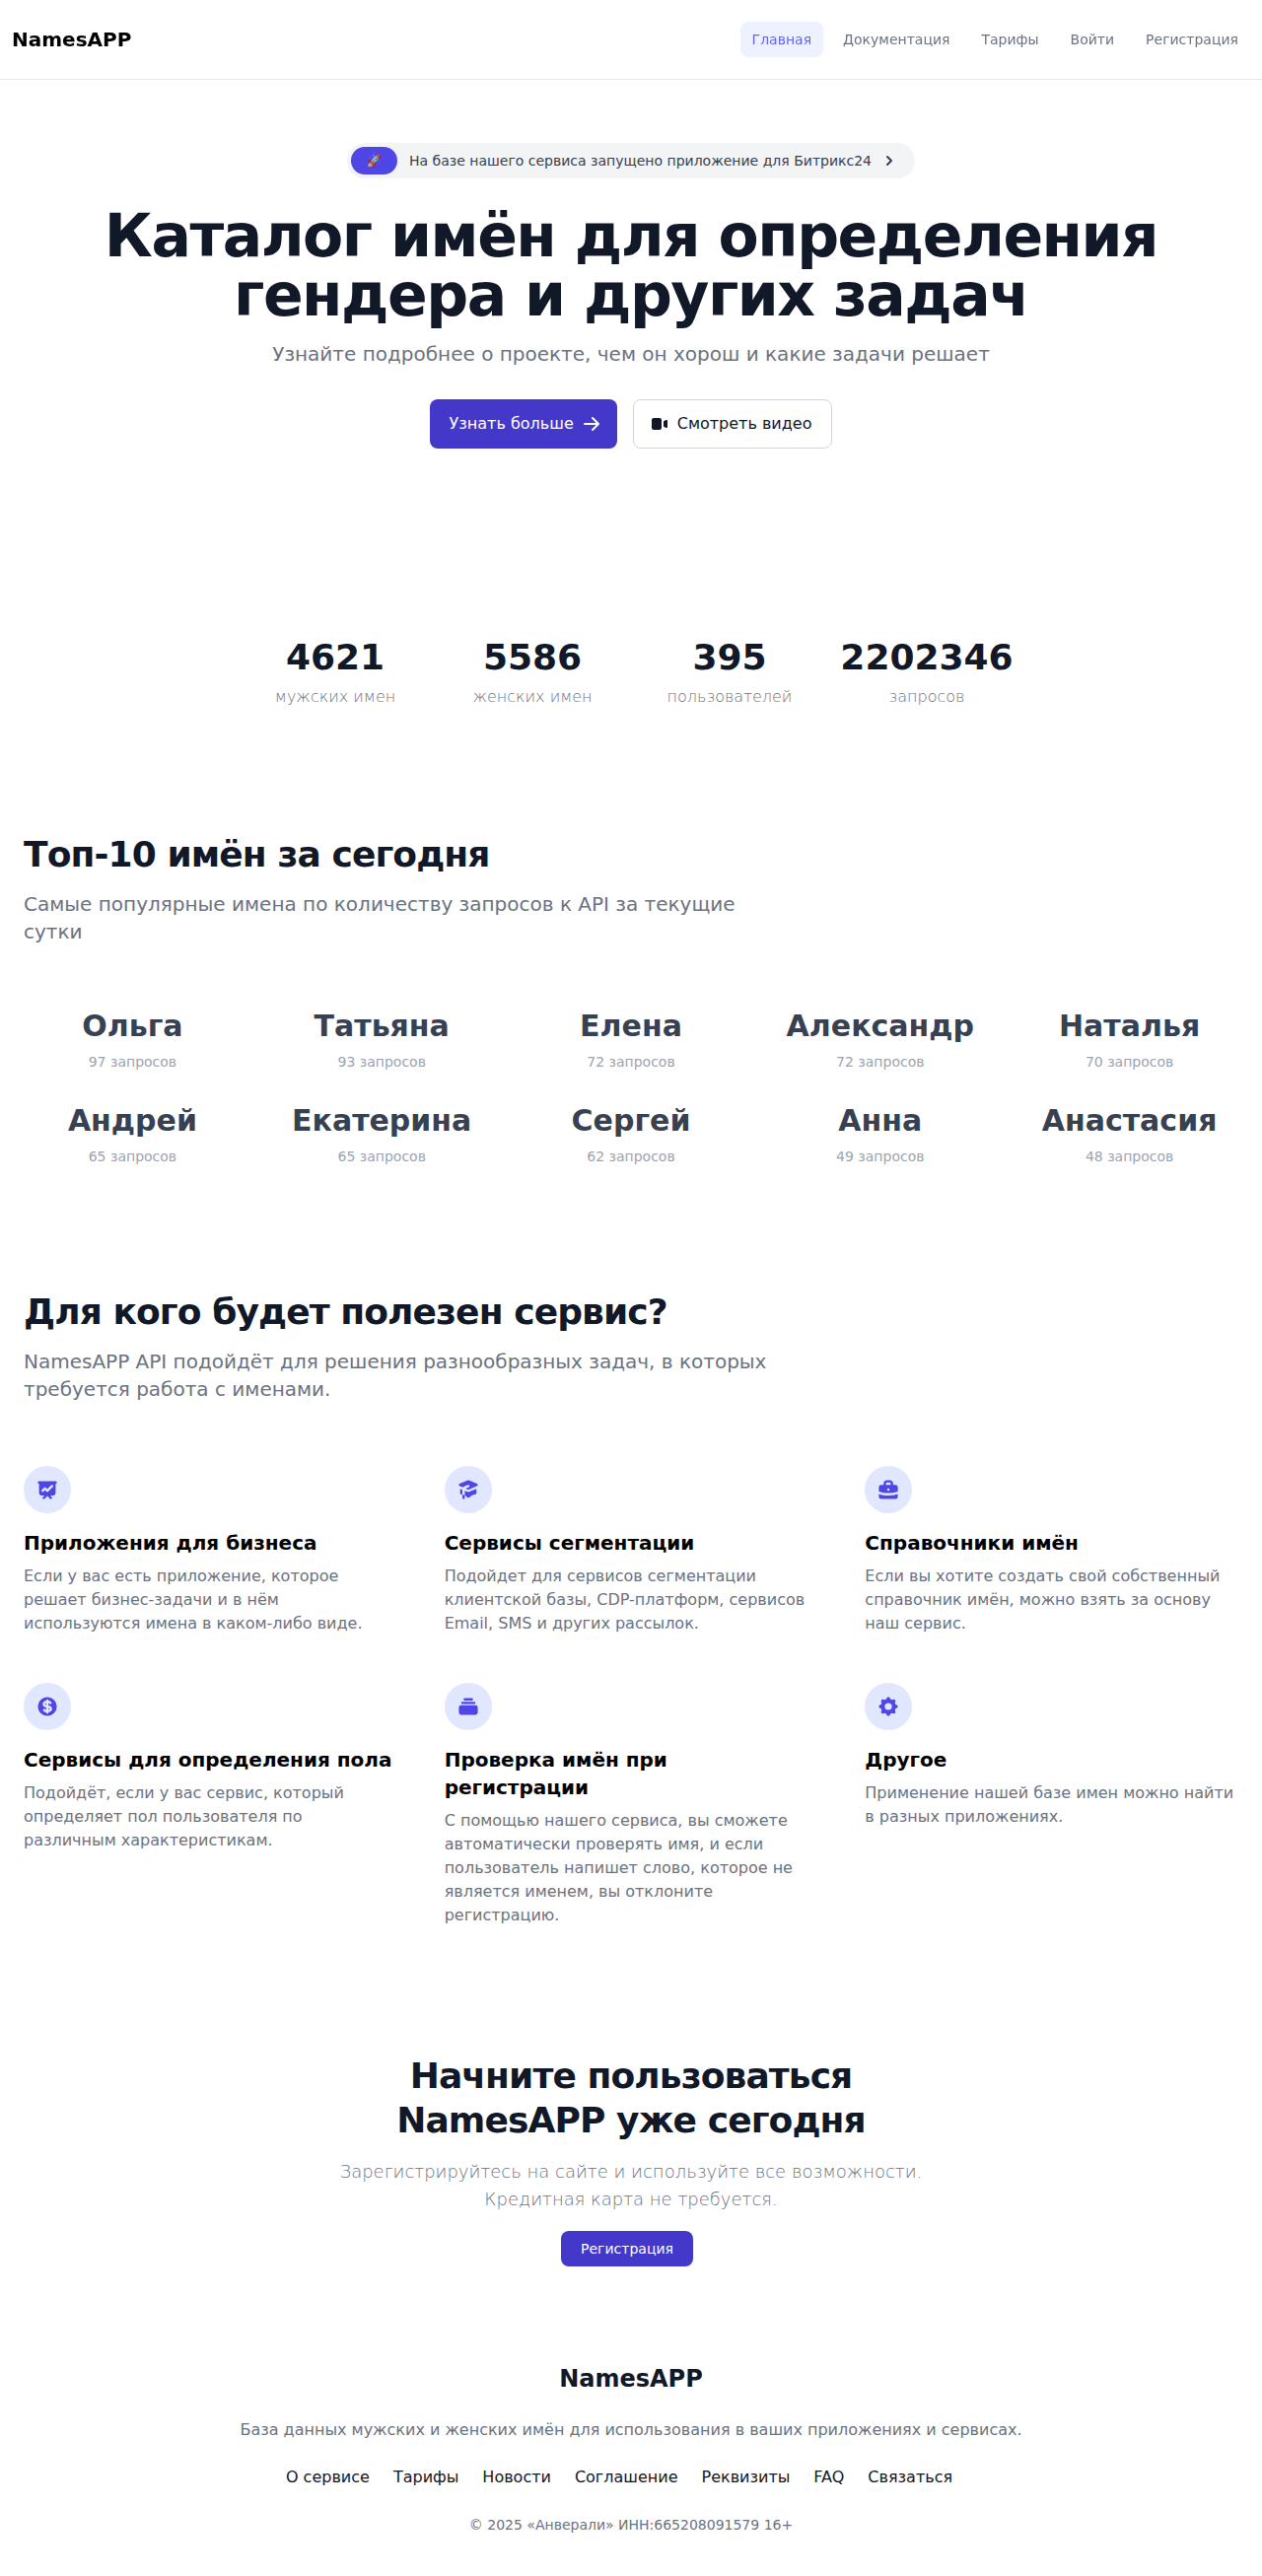 NamesAPP
Главная Документация Тарифы Войти Регистрация
🚀 На базе нашего сервиса запущено приложение для Битрикс24
Каталог имён для определения
гендера и других задач
Узнайте подробнее о проекте, чем он хорош и какие задачи решает
Узнать больше Смотреть видео
4621 5586 395 2202346
мужских имен женских имен пользователей запросов
Топ-10 имён за сегодня
Самые популярные имена по количеству запросов к API за текущие
сутки
Ольга Татьяна Елена Александр Наталья
97 запросов 93 запросов 72 запросов 72 запросов 70 запросов
Андрей Екатерина Сергей Анна Анастасия
65 запросов 65 запросов 62 запросов 49 запросов 48 запросов
Для кого будет полезен сервис?
NamesAPP API подойдёт для решения разнообразных задач, в которых
требуется работа с именами.
Приложения для бизнеса
Если у вас есть приложение, которое
решает бизнес-задачи и в нём
используются имена в каком-либо виде.
Сервисы сегментации
Подойдет для сервисов сегментации
клиентской базы, CDP-платформ, сервисов
Email, SMS и других рассылок.
Справочники имён
Если вы хотите создать свой собственный
справочник имён, можно взять за основу
наш сервис.
Сервисы для определения пола
Подойдёт, если у вас сервис, который
определяет пол пользователя по
различным характеристикам.
Проверка имён при
регистрации
С помощью нашего сервиса, вы сможете
автоматически проверять имя, и если
пользователь напишет слово, которое не
является именем, вы отклоните
регистрацию.
Другое
Применение нашей базе имен можно найти
в разных приложениях.
Начните пользоваться
NamesAPP уже сегодня
Зарегистрируйтесь на сайте и используйте все возможности.
Кредитная карта не требуется.
Регистрация
NamesAPP
База данных мужских и женских имён для использования в ваших приложениях и сервисах.
О сервисе Тарифы Новости Соглашение Реквизиты FAQ Связаться
© 2025 «Анверали» ИНН:665208091579 16+